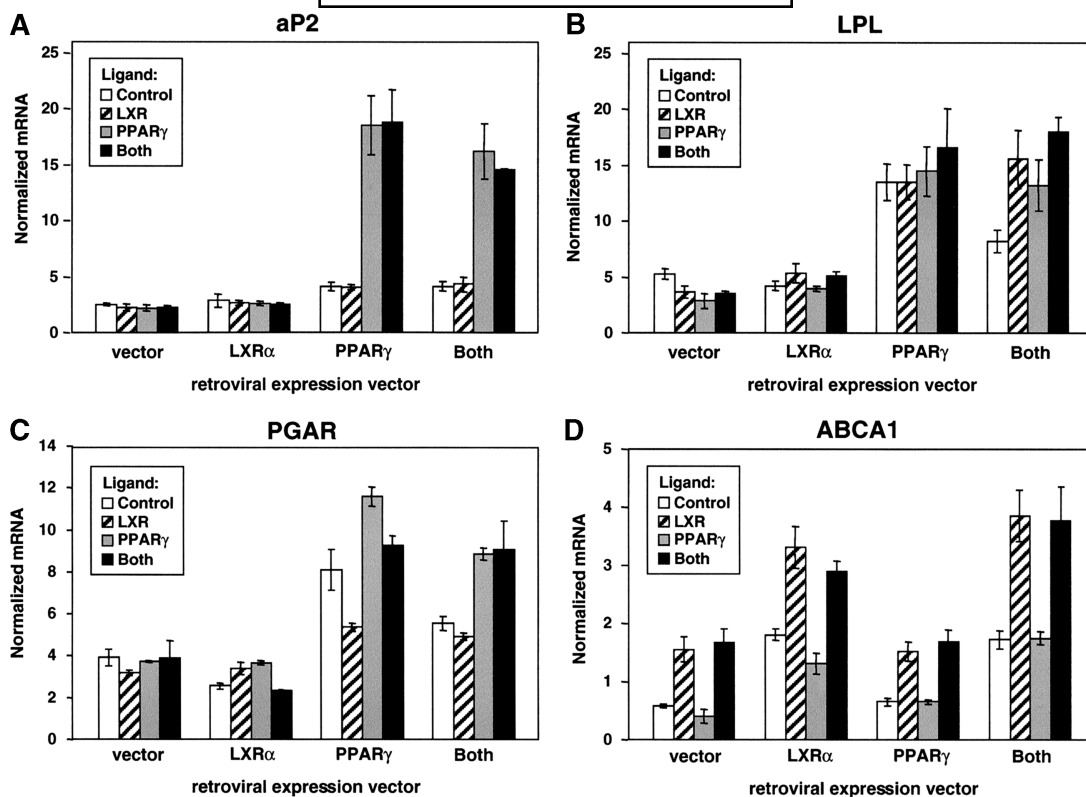 A
aP2
Normalized mRNA
25
20
15
10
5
0
Ligand:
Control
LXR
PPARγ
Both
vector LXRα PPARγ Both
retroviral expression vector
B
LPL
Normalized mRNA
25
20
15
10
5
0
Ligand:
Control
LXR
PPARγ
Both
vector LXRα PPARγ Both
retroviral expression vector
C
PGAR
Normalized mRNA
14
12
10
8
6
4
2
0
Ligand:
Control
LXR
PPARγ
Both
vector LXRα PPARγ Both
retroviral expression vector
D
ABCA1
Normalized mRNA
5
4
3
2
1
0
Ligand:
Control
LXR
PPARγ
Both
vector LXRα PPARγ Both
retroviral expression vector